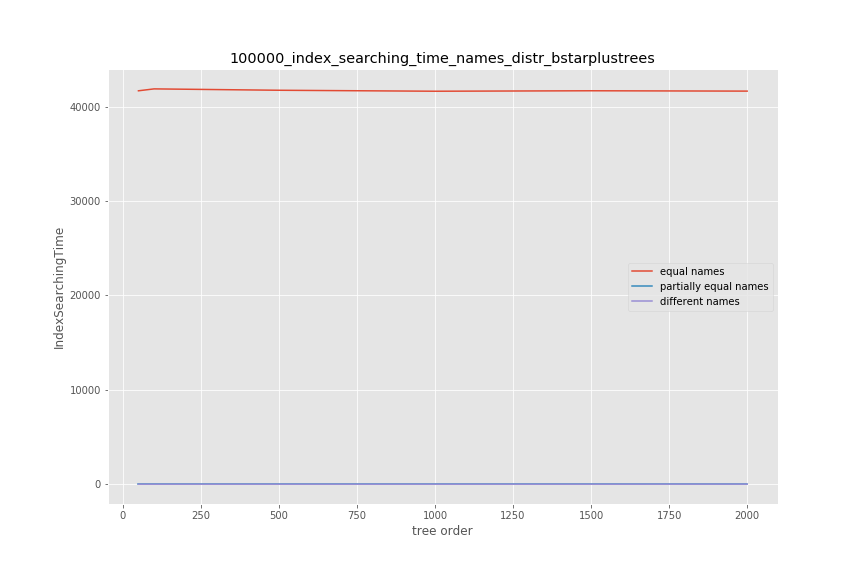 100000_index_searching_time_names_distr_bstarplustrees
IndexSearchingTime
40000
30000
20000
10000
0
equal names
partially equal names
different names
0 250 500 750 1000 1250 1500 1750 2000
tree order